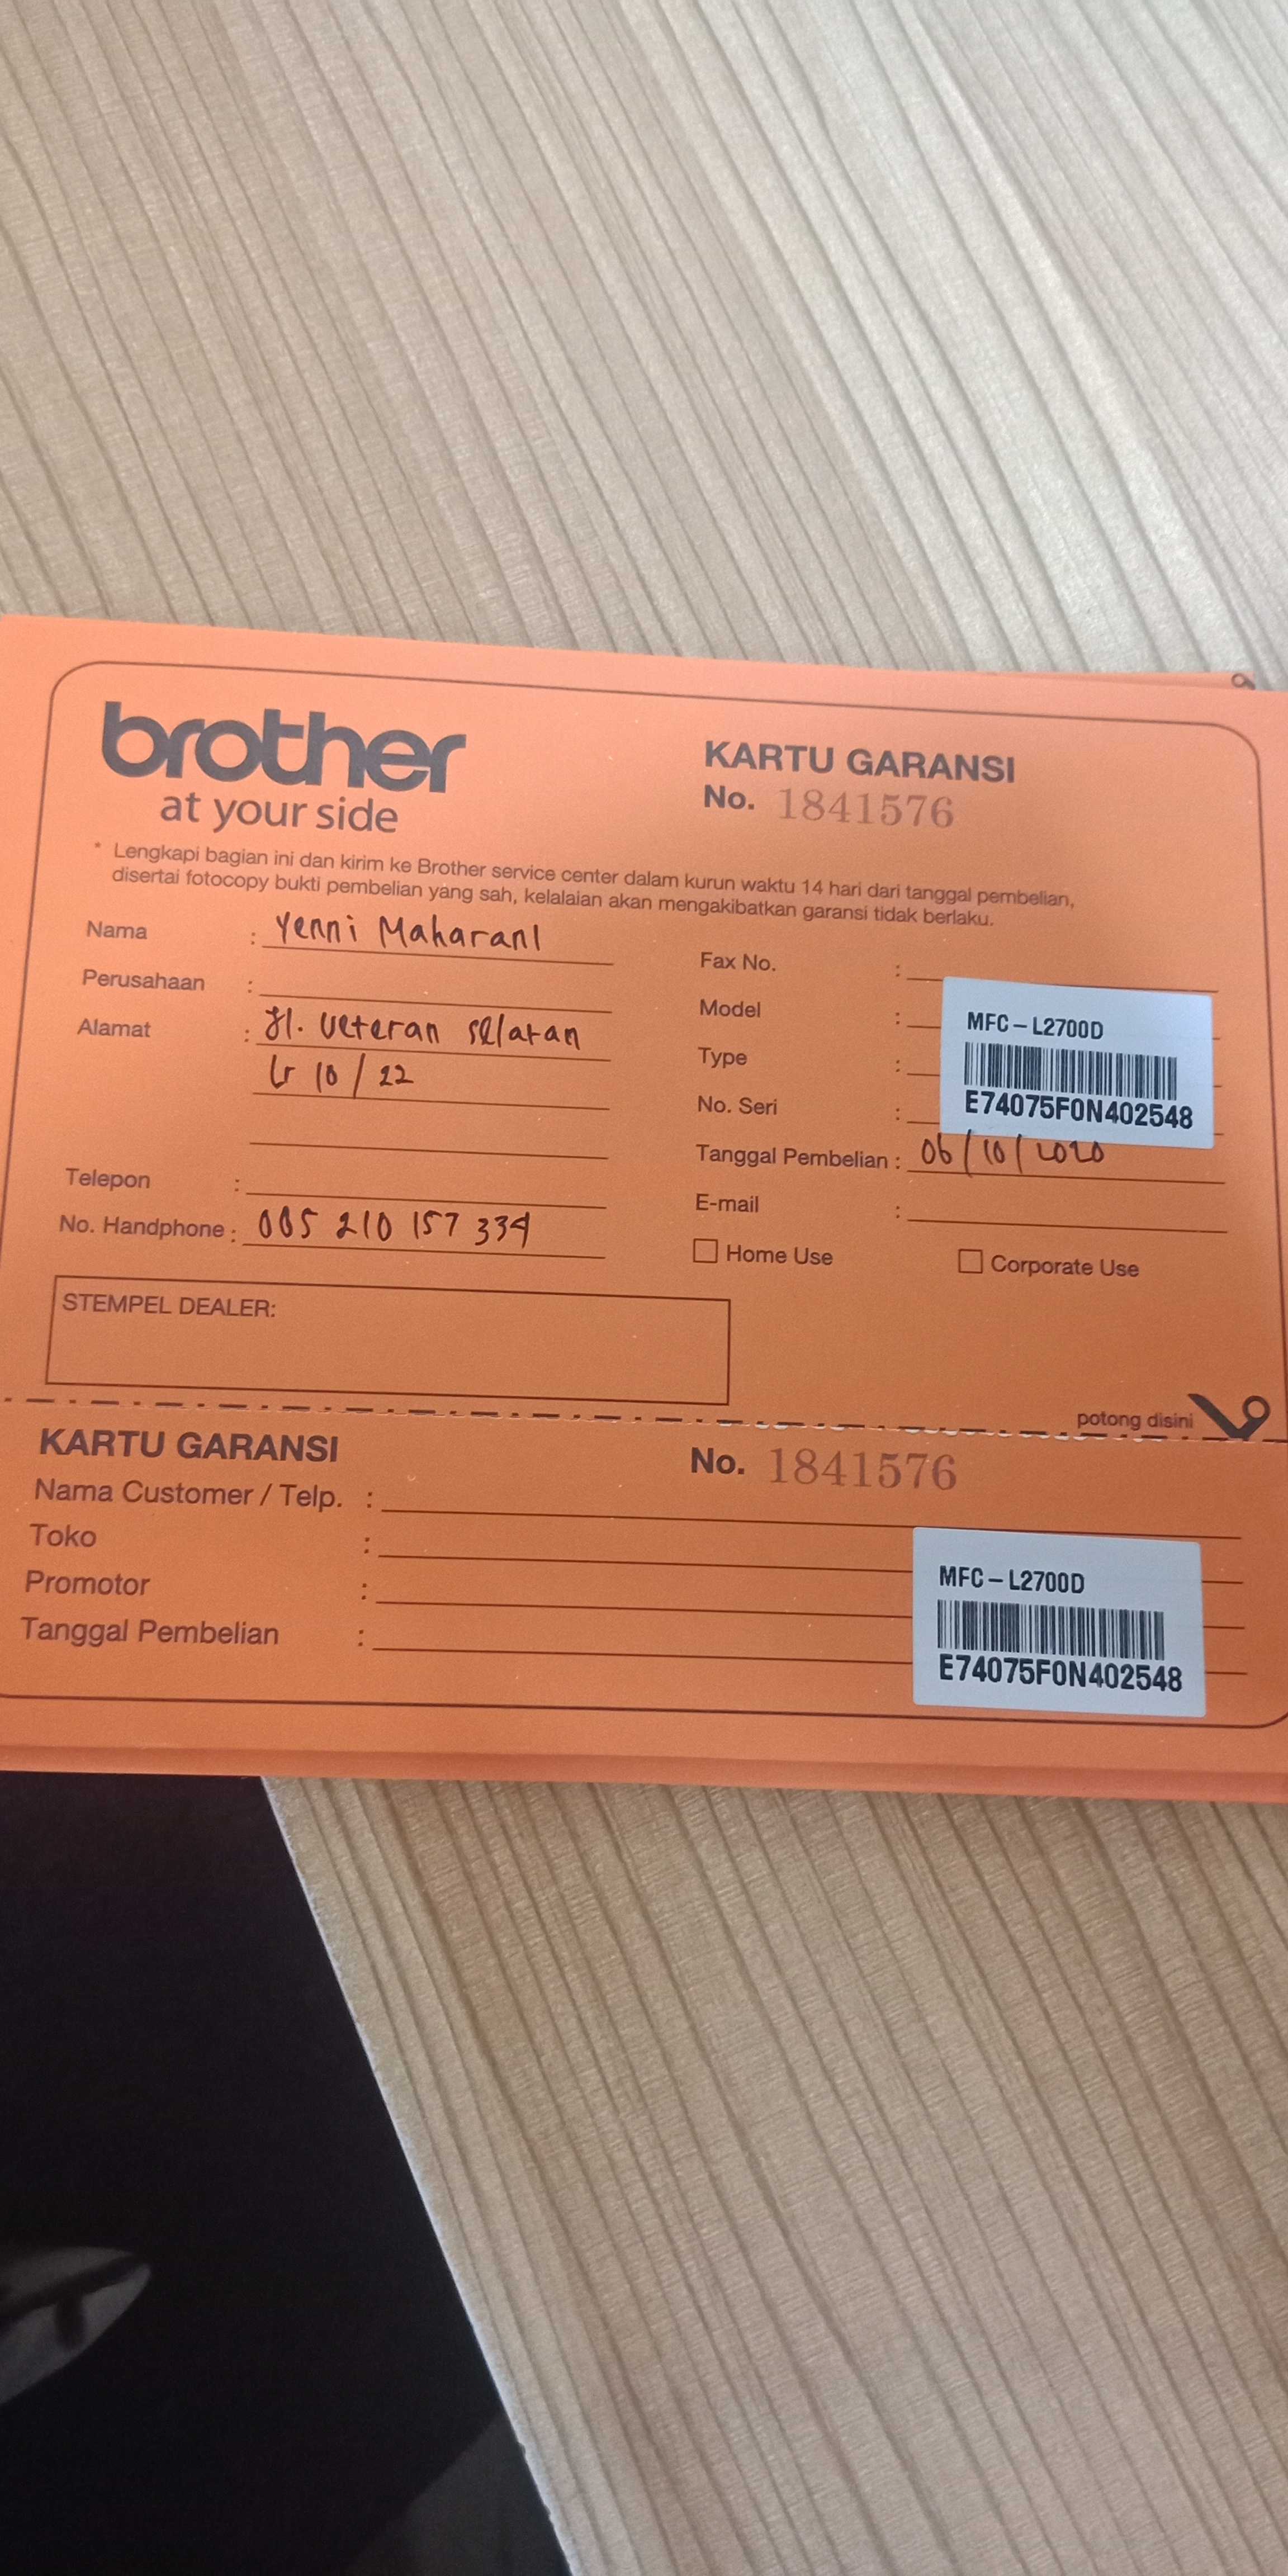 brother
at your side
KARTU GARANSI
No. 1841576
* Lengkapi bagian ini dan kirim ke Brother service center dalam kurun waktu 14 hari dari tanggal pembelian,
disertai fotocopy bukti pembelian yang sah, kelalaian akan mengakibatkan garansi tidak berlaku.
Nama : Yenni Maharani
Perusahaan :
Alamat : Jl. Veteran selatan
Lr 10 / 22
Telepon :
No. Handphone : 085 210 157 334
Fax No. :
Model :
Type :
No. Seri :
MFC-L2700D
E74075F0N402548
Tanggal Pembelian : 06/10/2020
E-mail :
Home Use
Corporate Use
STEMPEL DEALER:
potong disini
KARTU GARANSI
No. 1841576
Nama Customer / Telp. :
Toko :
Promotor :
Tanggal Pembelian :
MFC-L2700D
E74075F0N402548